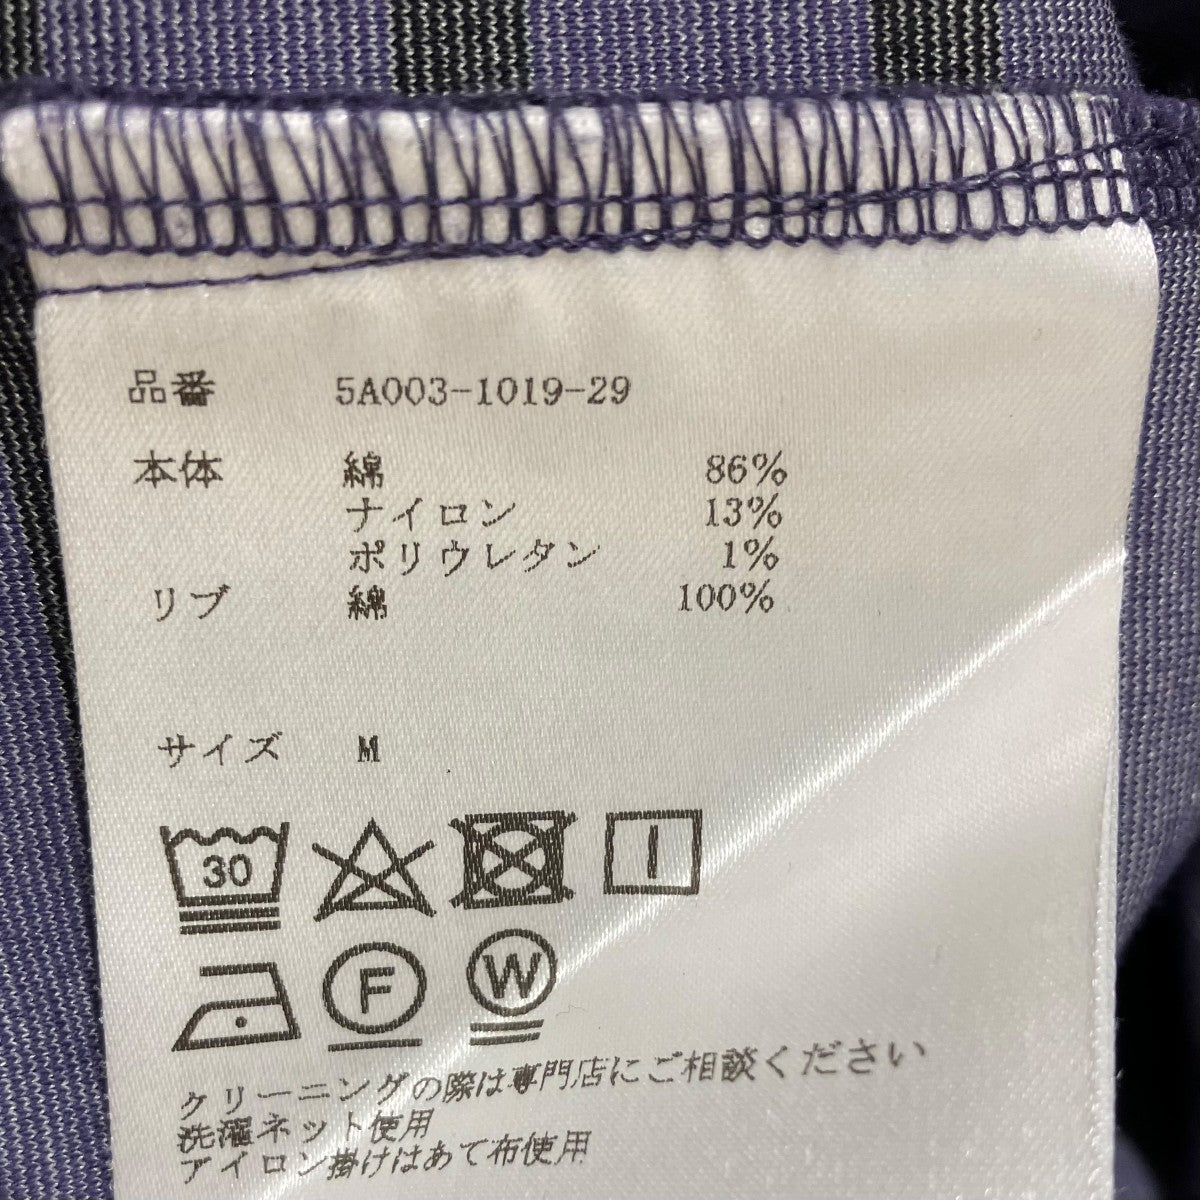 品番 5A003-1019-29
本体 綿 86%
ナイロン 13%
ポリウレタン 1%
リブ 綿 100%
サイズ M
30
F W
クリーニングの際は専門店にご相談ください
洗濯ネット使用
アイロン掛けはあて布使用